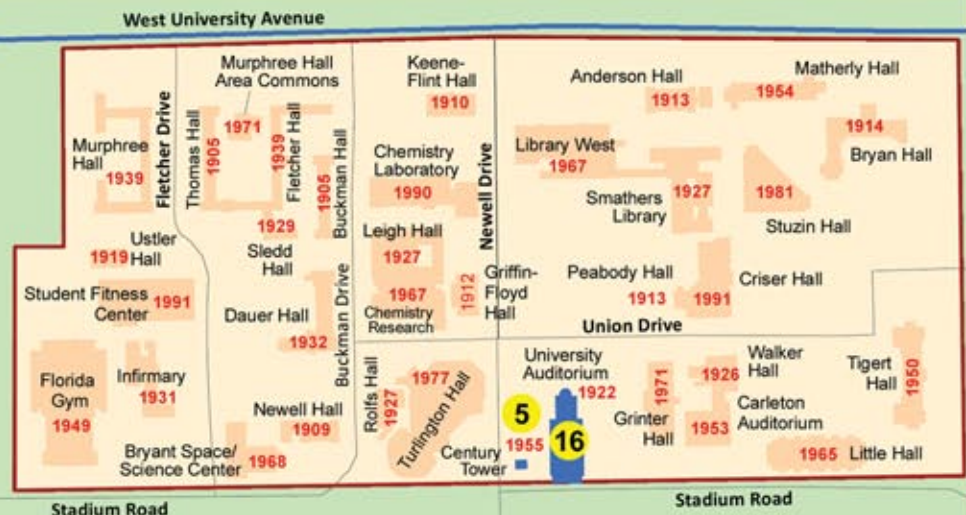 West University Avenue
Murphree Hall
Area Commons
1971
Keene-
Flint Hall
1910
Anderson Hall
1913
Matherly Hall
1954
Murphree
Hall
1939
Fletcher Drive
Thomas Hall
1905
1939
Fletcher Hall
1905
Buckman Hall
Chemistry
Laboratory
1990
Newell Drive
Library West
1967
Smathers
Library
1927
1981
Stuzin Hall
1914
Bryan Hall
1929
Sledd
Hall
Leigh Hall
1927
1967
Chemistry
Research
1912
Griffin-
Floyd
Hall
Peabody Hall
1913
1991
Criser Hall
Ustler
Hall
1919
Student Fitness
Center
1991
Dauer Hall
1932
Buckman Drive
Union Drive
Florida
Gym
1949
Infirmary
1931
Newell Hall
1909
Bryant Space/
Science Center
1968
Rolfs Hall
1927
1977
Turlington Hall
University
Auditorium
1922
5
1955
Century
Tower
16
1971
Grinter
Hall
1926
Walker
Hall
1953
Carleton
Auditorium
Tigert
Hall
1950
1965
Little Hall
Stadium Road
Stadium Road